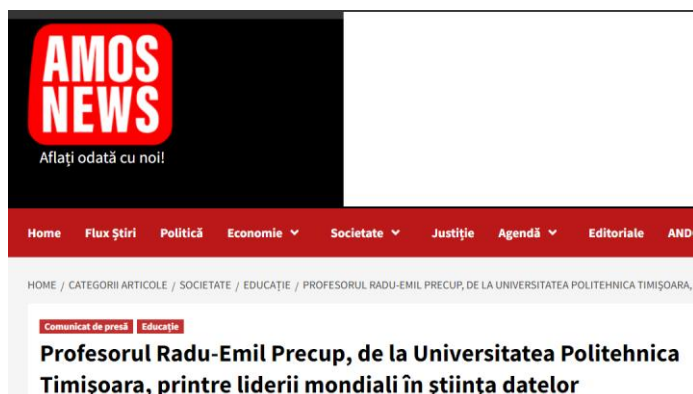 AMOS
NEWS
Aflați odată cu noi!
Home Flux Știri Politică Economie Societate Justiție Agendă Editoriale
HOME / CATEGORII ARTICOLE / SOCIETATE / EDUCAȚIE / PROFESORUL RADU-EMIL PRECUP, DE LA UNIVERSITATEA POLITEHNICA TIMIȘOARA,
Comunicat de presă Educație
Profesorul Radu-Emil Precup, de la Universitatea Politehnica
Timișoara, printre liderii mondiali în știința datelor